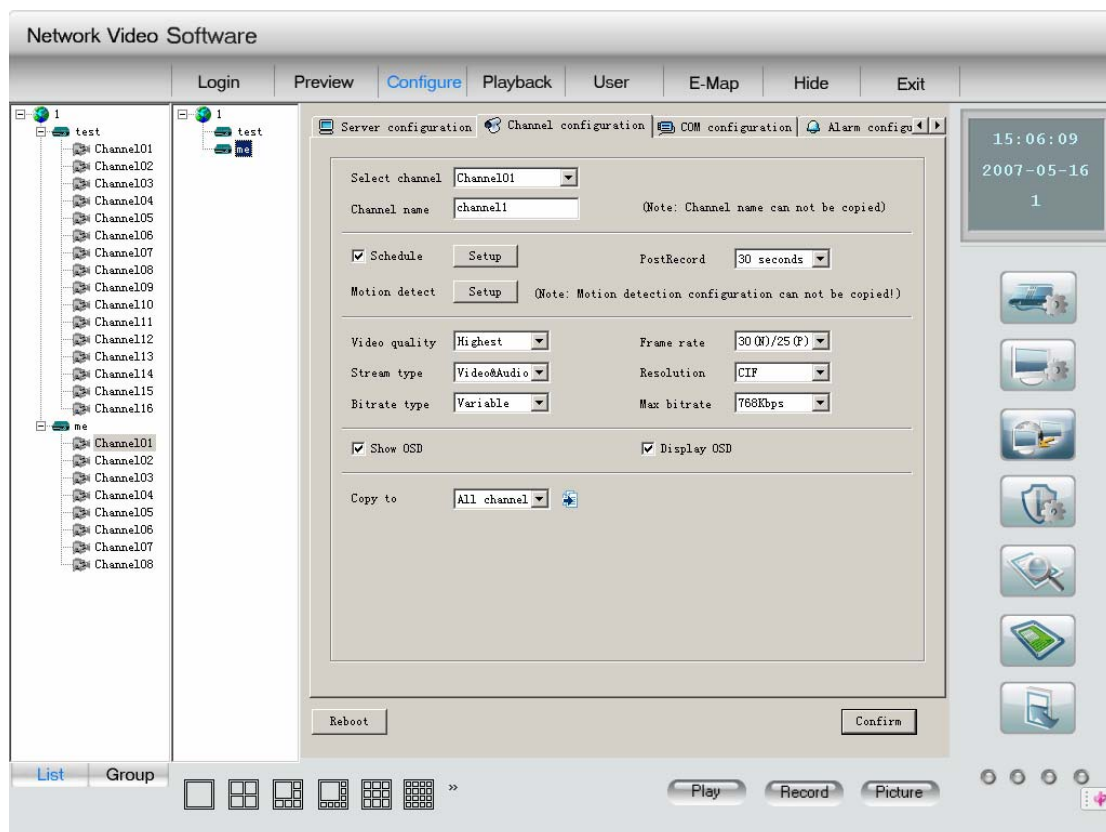 Network Video Software
Login Preview Configure Playback User E-Map Hide Exit
1
test
Channel01
Channel02
Channel03
Channel04
Channel05
Channel06
Channel07
Channel08
Channel09
Channel10
Channel11
Channel12
Channel13
Channel14
Channel15
Channel16
me
Channel01
Channel02
Channel03
Channel04
Channel05
Channel06
Channel07
Channel08
List Group
1
test
me
Server configuration Channel configuration COM configuration Alarm configu
Select channel Channel01
Channel name channel1 (Note: Channel name can not be copied)
Schedule Setup PostRecord 30 seconds
Motion detect Setup (Note: Motion detection configuration can not be copied!)
Video quality Highest Frame rate 30(N)/25(P)
Stream type Video&Audio Resolution CIF
Bitrate type Variable Max bitrate 768Kbps
Show OSD Display OSD
Copy to All channel
Reboot Confirm
» Play Record Picture
15:06:09
2007-05-16
1